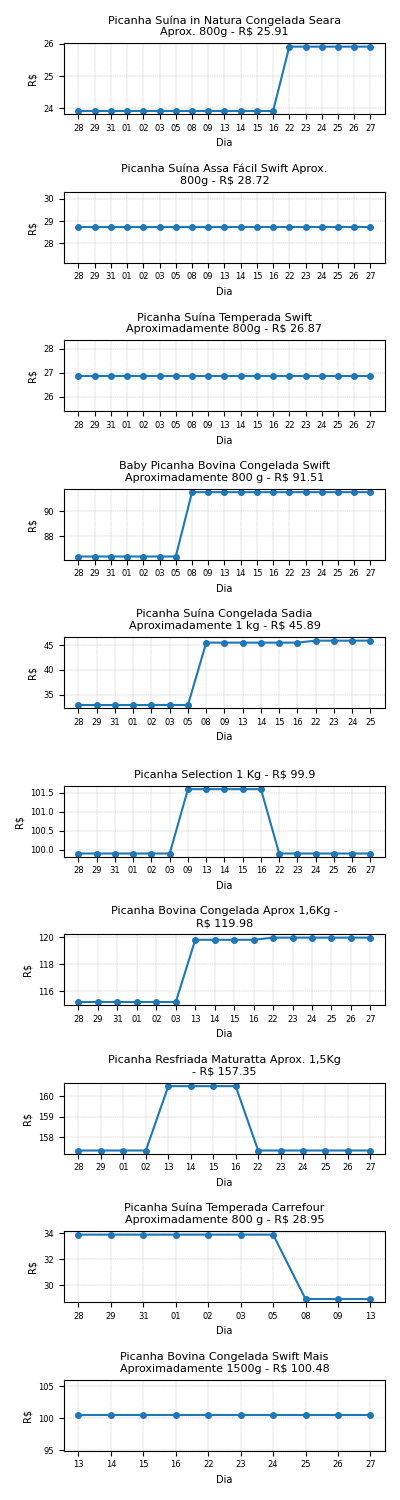 Picanha Suína in Natura Congelada Seara
Aprox. 800g - R$ 25.91
26
25
24
R$
28 29 31 01 02 03 05 08 09 13 14 15 16 22 23 24 25 26 27
Dia
Picanha Suína Assa Fácil Swift Aprox.
800g - R$ 28.72
30
29
28
R$
28 29 31 01 02 03 05 08 09 13 14 15 16 22 23 24 25 26 27
Dia
Picanha Suína Temperada Swift
Aproximadamente 800g - R$ 26.87
28
27
26
R$
28 29 31 01 02 03 05 08 09 13 14 15 16 22 23 24 25 26 27
Dia
Baby Picanha Bovina Congelada Swift
Aproximadamente 800 g - R$ 91.51
90
88
R$
28 29 31 01 02 03 05 08 09 13 14 15 16 22 23 24 25 26 27
Dia
Picanha Suína Congelada Sadia
Aproximadamente 1 kg - R$ 45.89
45
40
35
R$
28 29 31 01 02 03 05 08 09 13 14 15 16 22 23 24 25
Dia
Picanha Selection 1 Kg - R$ 99.9
101.5
101.0
100.5
100.0
R$
28 29 31 01 02 03 09 13 14 15 16 22 23 24 25 26 27
Dia
Picanha Bovina Congelada Aprox 1,6Kg -
R$ 119.98
120
118
116
R$
28 29 31 01 02 03 13 14 15 16 22 23 24 25 26 27
Dia
Picanha Resfriada Maturatta Aprox. 1,5Kg
- R$ 157.35
160
159
158
R$
28 29 01 02 13 14 15 16 22 23 24 25 26 27
Dia
Picanha Suína Temperada Carrefour
Aproximadamente 800 g - R$ 28.95
34
32
30
R$
28 29 31 01 02 03 05 08 09 13
Dia
Picanha Bovina Congelada Swift Mais
Aproximadamente 1500g - R$ 100.48
105
100
95
R$
13 14 15 16 22 23 24 25 26 27
Dia